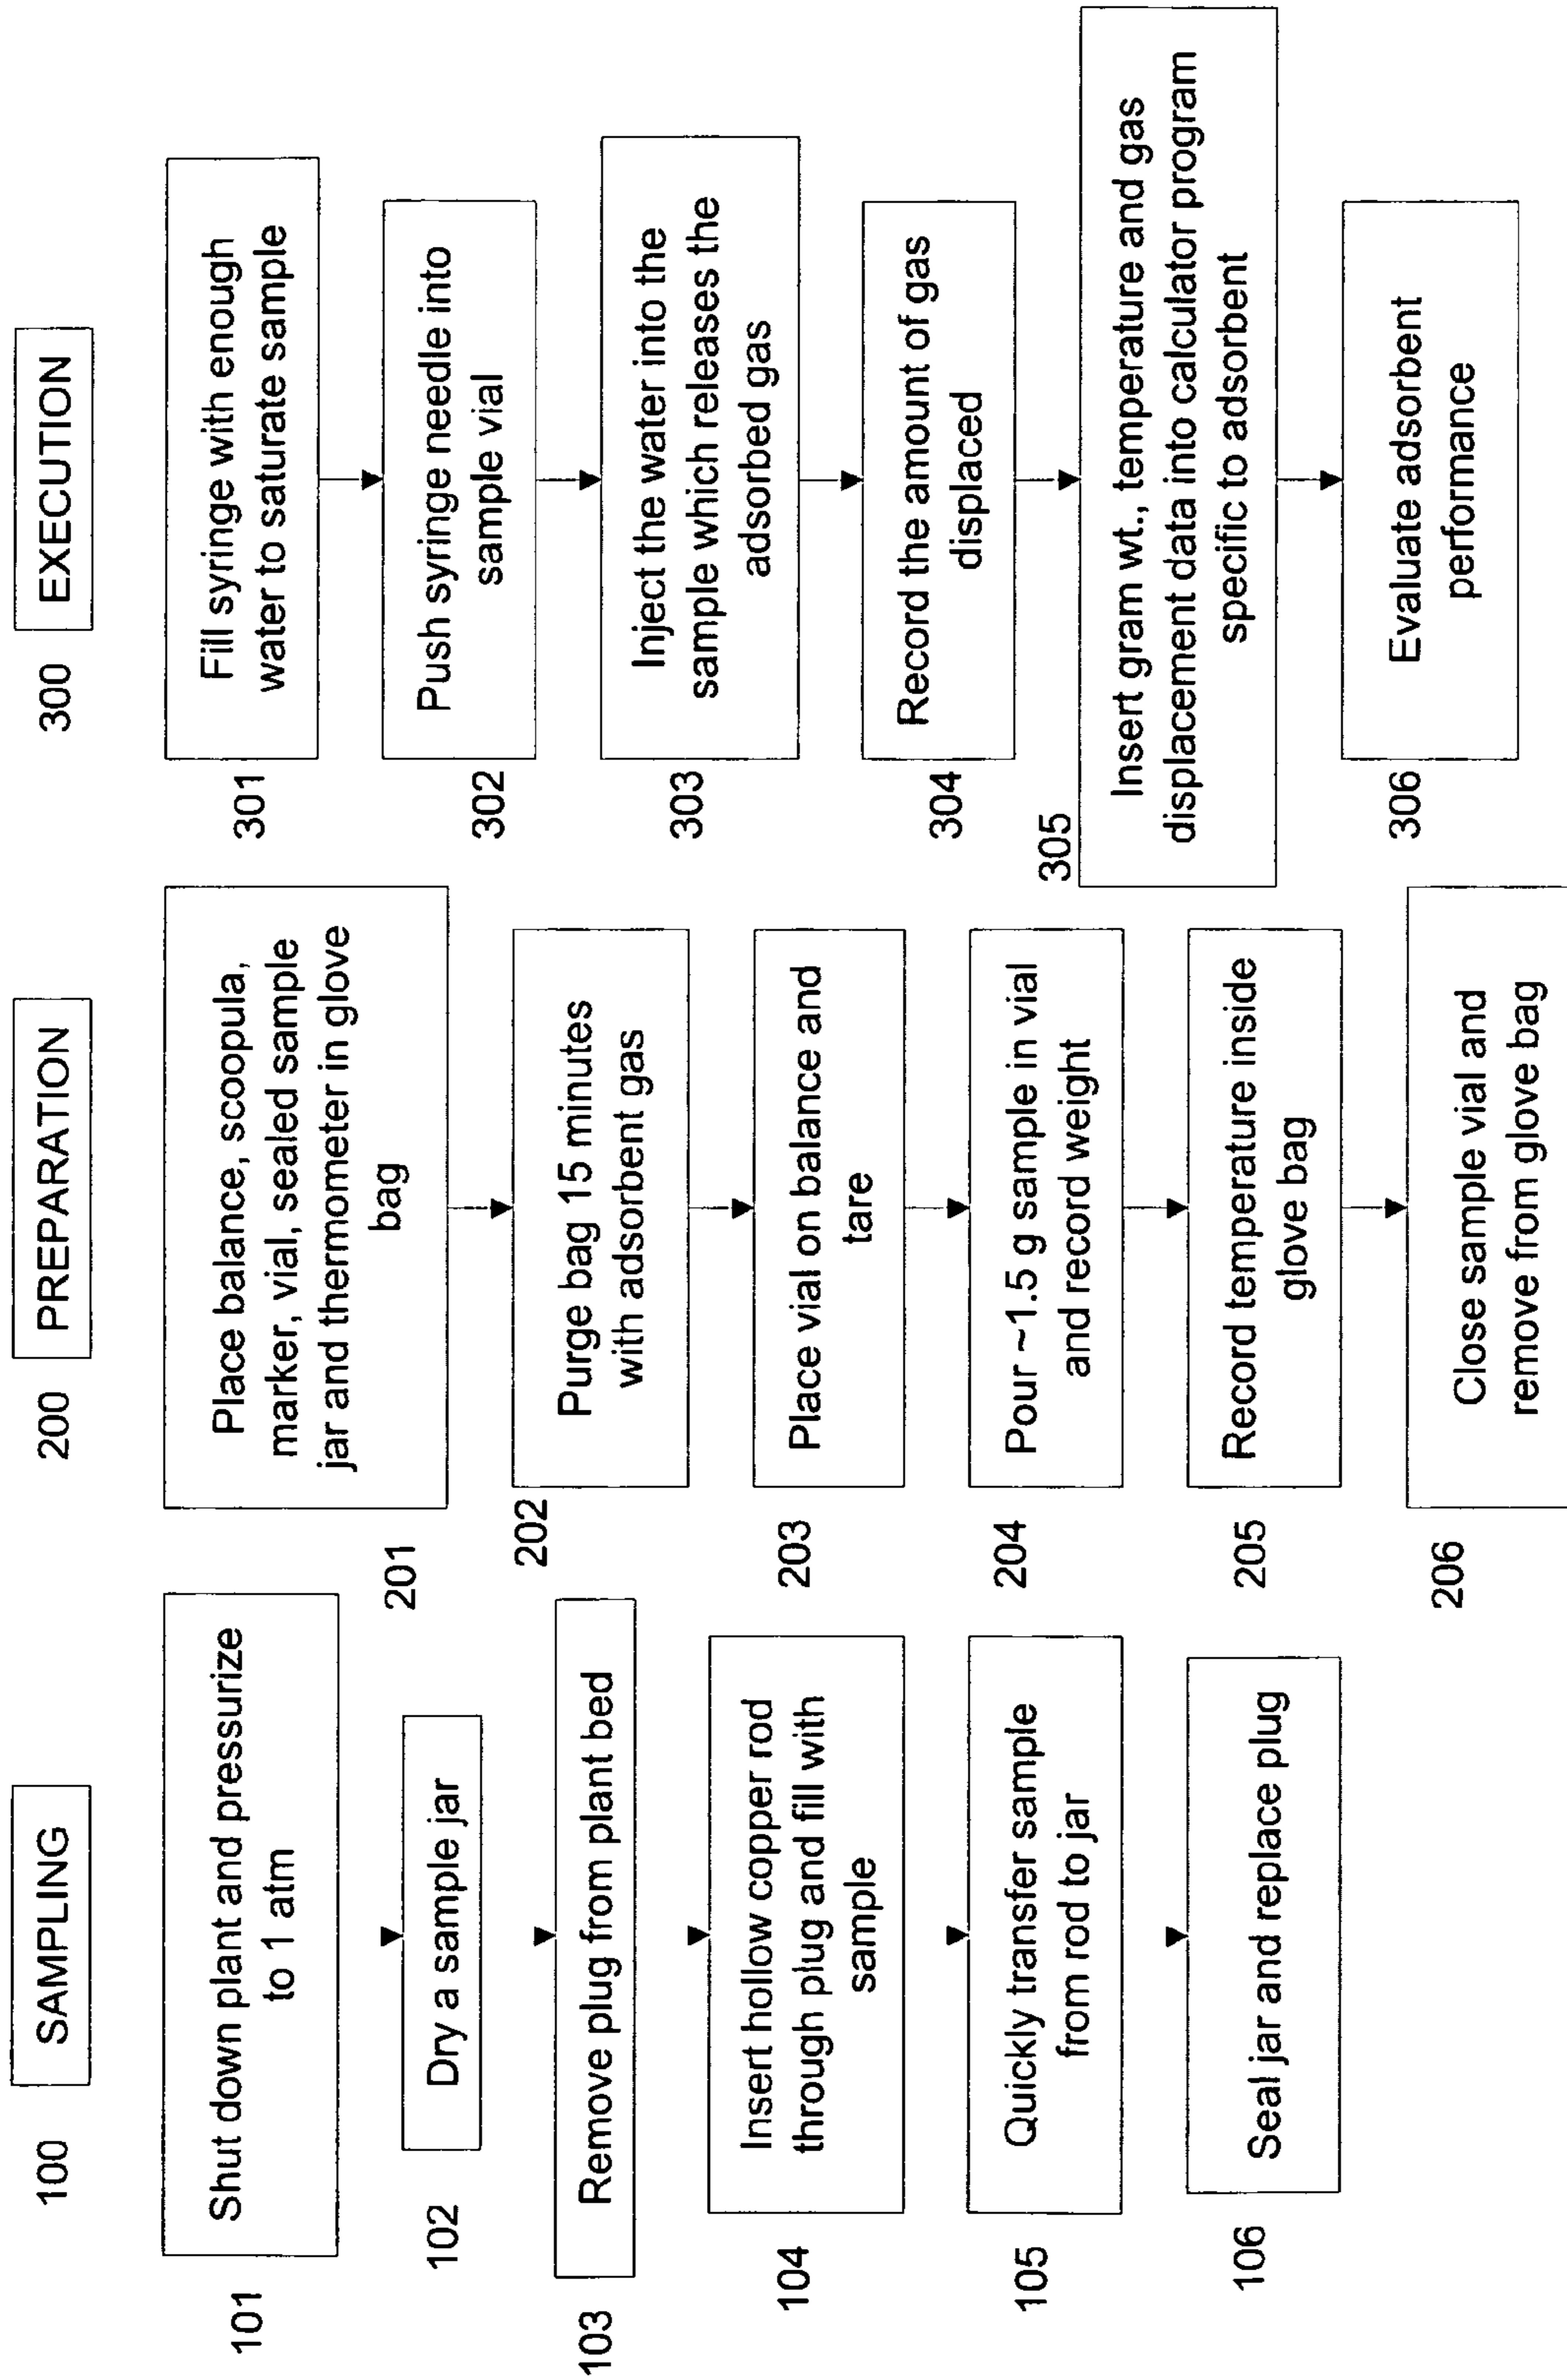 100 SAMPLING
101
Shut down plant and pressurize
to 1 atm
102
Dry a sample jar
103
Remove plug from plant bed
104
Insert hollow copper rod
through plug and fill with
sample
105
Quickly transfer sample
from rod to jar
106
Seal jar and replace plug
200 PREPARATION
201
Place balance, scoopula,
marker, vial, sealed sample
jar and thermometer in glove
bag
202
Purge bag 15 minutes
with adsorbent gas
203
Place vial on balance and
tare
204
Pour ~1.5 g sample in vial
and record weight
205
Record temperature inside
glove bag
206
Close sample vial and
remove from glove bag
300 EXECUTION
301
Fill syringe with enough
water to saturate sample
302
Push syringe needle into
sample vial
303
Inject the water into the
sample which releases the
adsorbed gas
304
Record the amount of gas
displaced
305
Insert gram wt., temperature and gas
displacement data into calculator program
specific to adsorbent
306
Evaluate adsorbent
performance